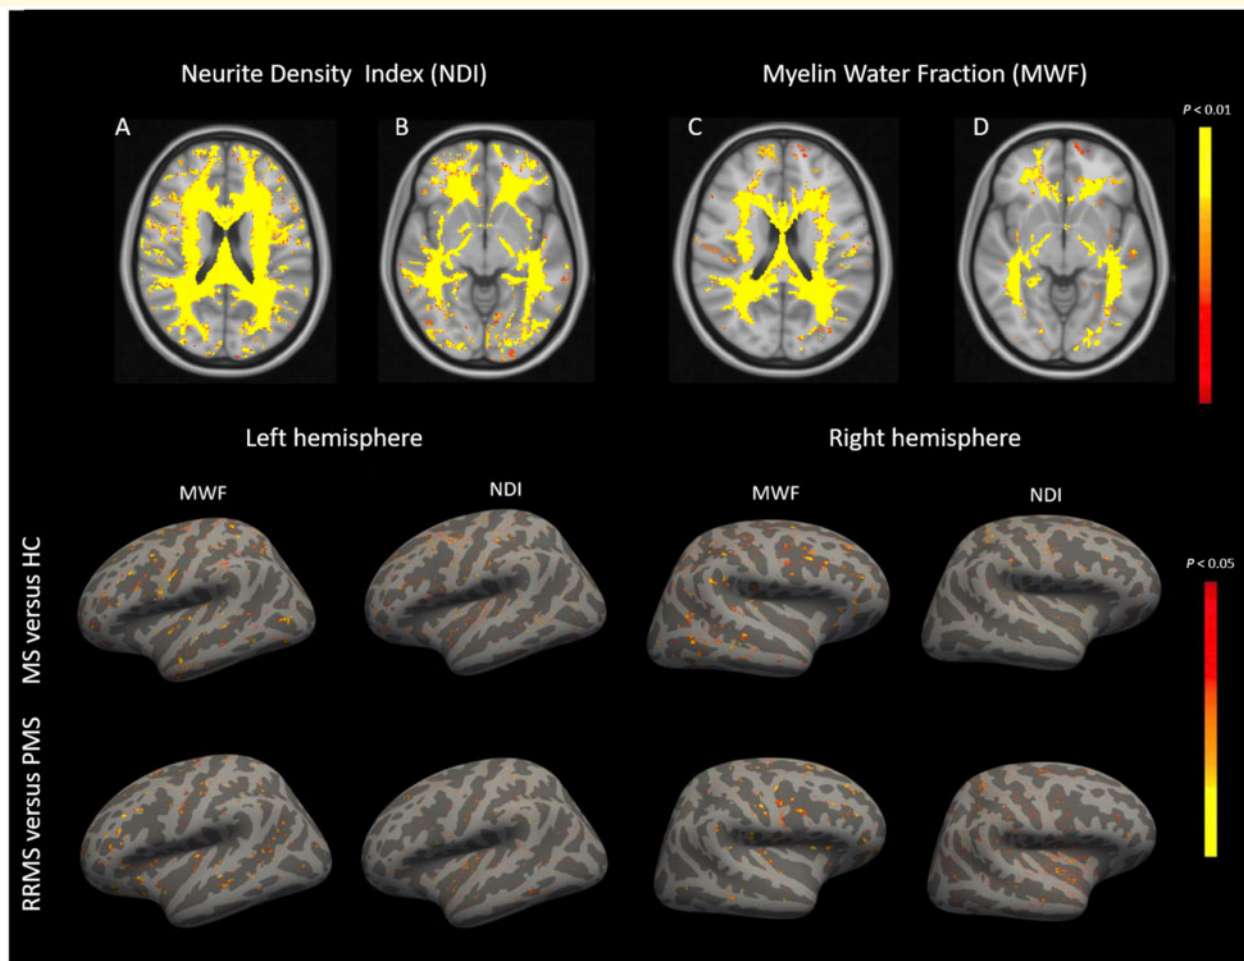 Neurite Density Index (NDI)
Myelin Water Fraction (MWF)
P < 0.01
A
B
C
D
Left hemisphere
Right hemisphere
MWF
NDI
MWF
NDI
MS versus HC
P < 0.05
RRMS versus PMS